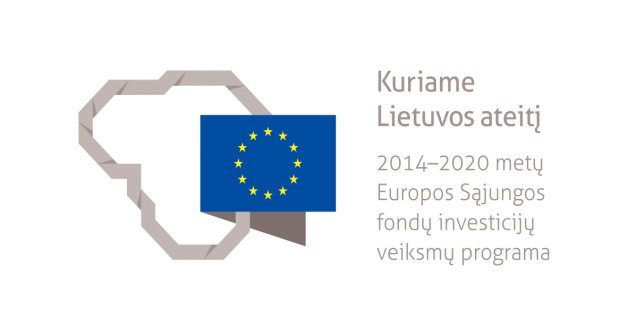 Kuriame
Lietuvos ateitį
2014–2020 metų
Europos Sąjungos
fondų investicijų
veiksmų programa